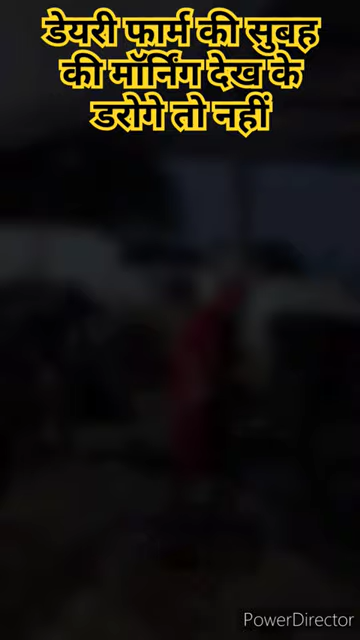 डेयरी फार्म की सुबह
की मॉर्निंग देख के
डरोगे तो नहीं
PowerDirector